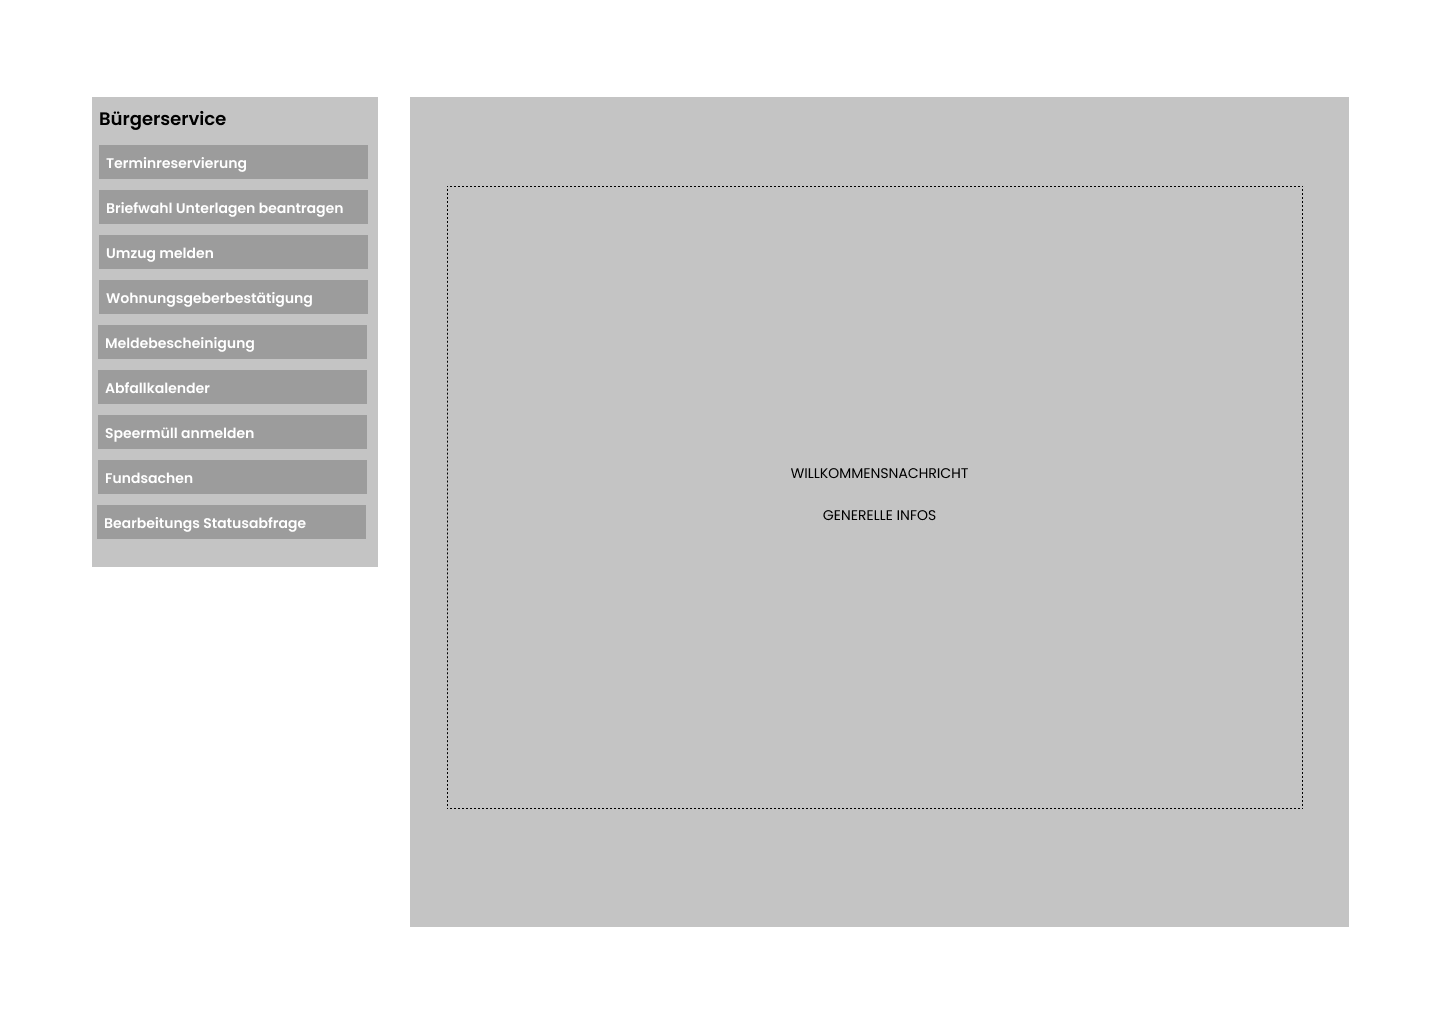 Bürgerservice
Terminreservierung
Briefwahl Unterlagen beantragen
Umzug melden
Wohnungsgeberbestätigung
Meldebescheinigung
Abfallkalender
Speermüll anmelden
Fundsachen
Bearbeitungs Statusabfrage
WILLKOMMENSNACHRICHT
GENERELLE INFOS